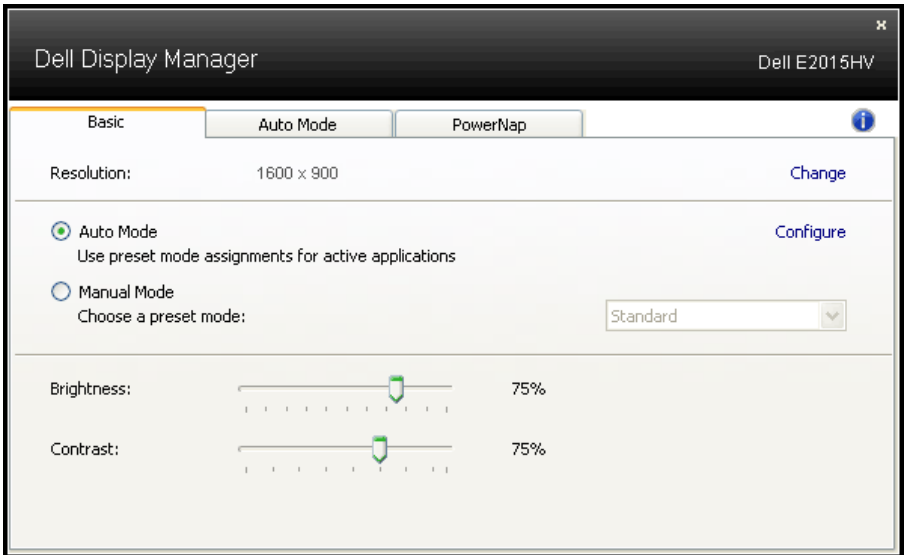 Dell Display Manager
Dell E2015HV
Basic
Auto Mode
PowerNap
Resolution:
1600 x 900
Change
Auto Mode
Configure
Use preset mode assignments for active applications
Manual Mode
Choose a preset mode:
Standard
Brightness:
75%
Contrast:
75%